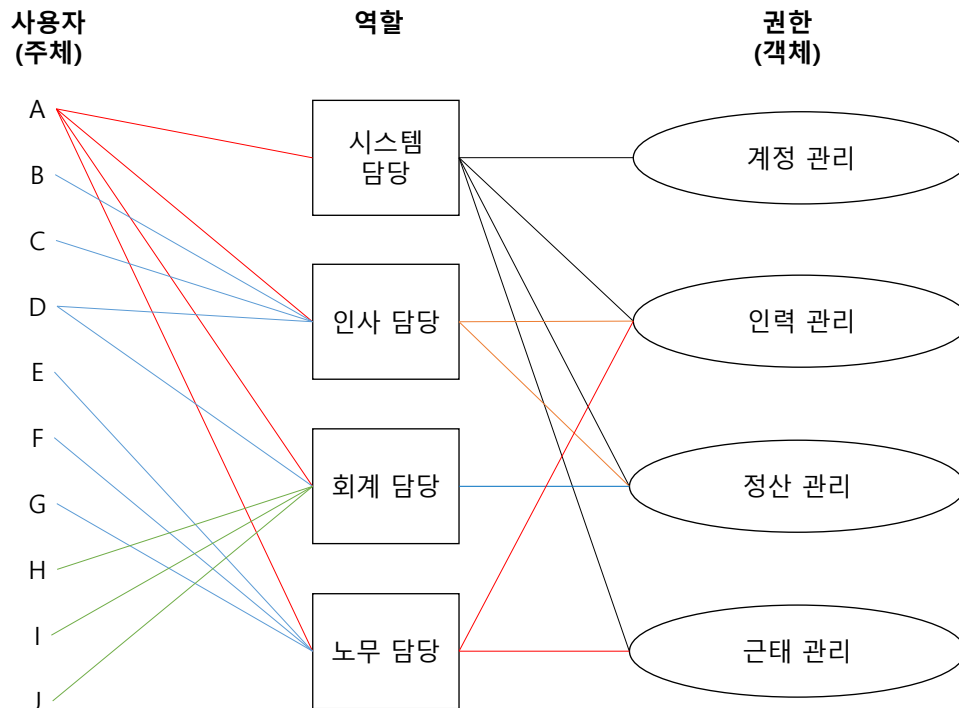 사용자
(주체)
역할
권한
(객체)
A
B
C
D
E
F
G
H
I
J
시스템
담당
인사 담당
회계 담당
노무 담당
계정 관리
인력 관리
정산 관리
근태 관리